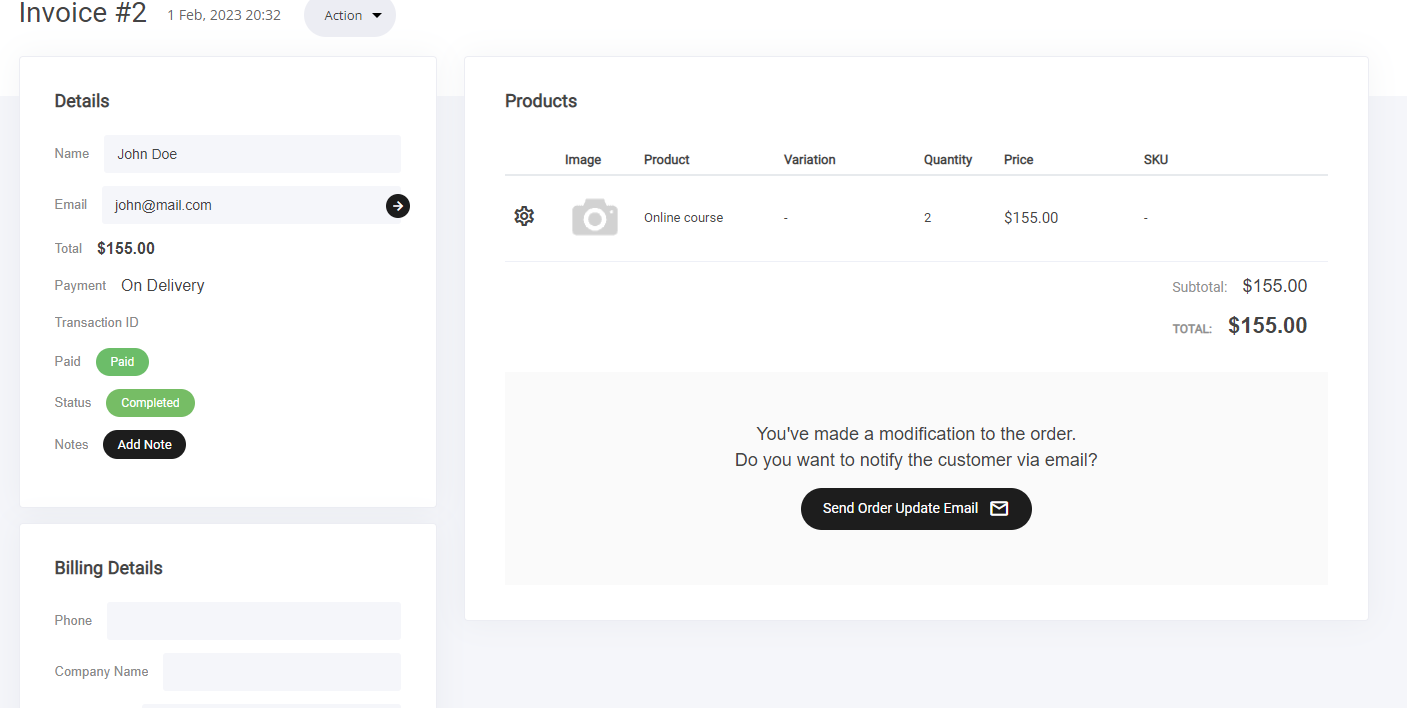 Invoice #2 1 Feb, 2023 20:32 Action
Details
Name John Doe
Email john@mail.com
Total $155.00
Payment On Delivery
Transaction ID
Paid Paid
Status Completed
Notes Add Note
Billing Details
Phone
Company Name
Products
Image Product Variation Quantity Price SKU
Online course - 2 $155.00 -
Subtotal: $155.00
TOTAL: $155.00
You've made a modification to the order.
Do you want to notify the customer via email?
Send Order Update Email